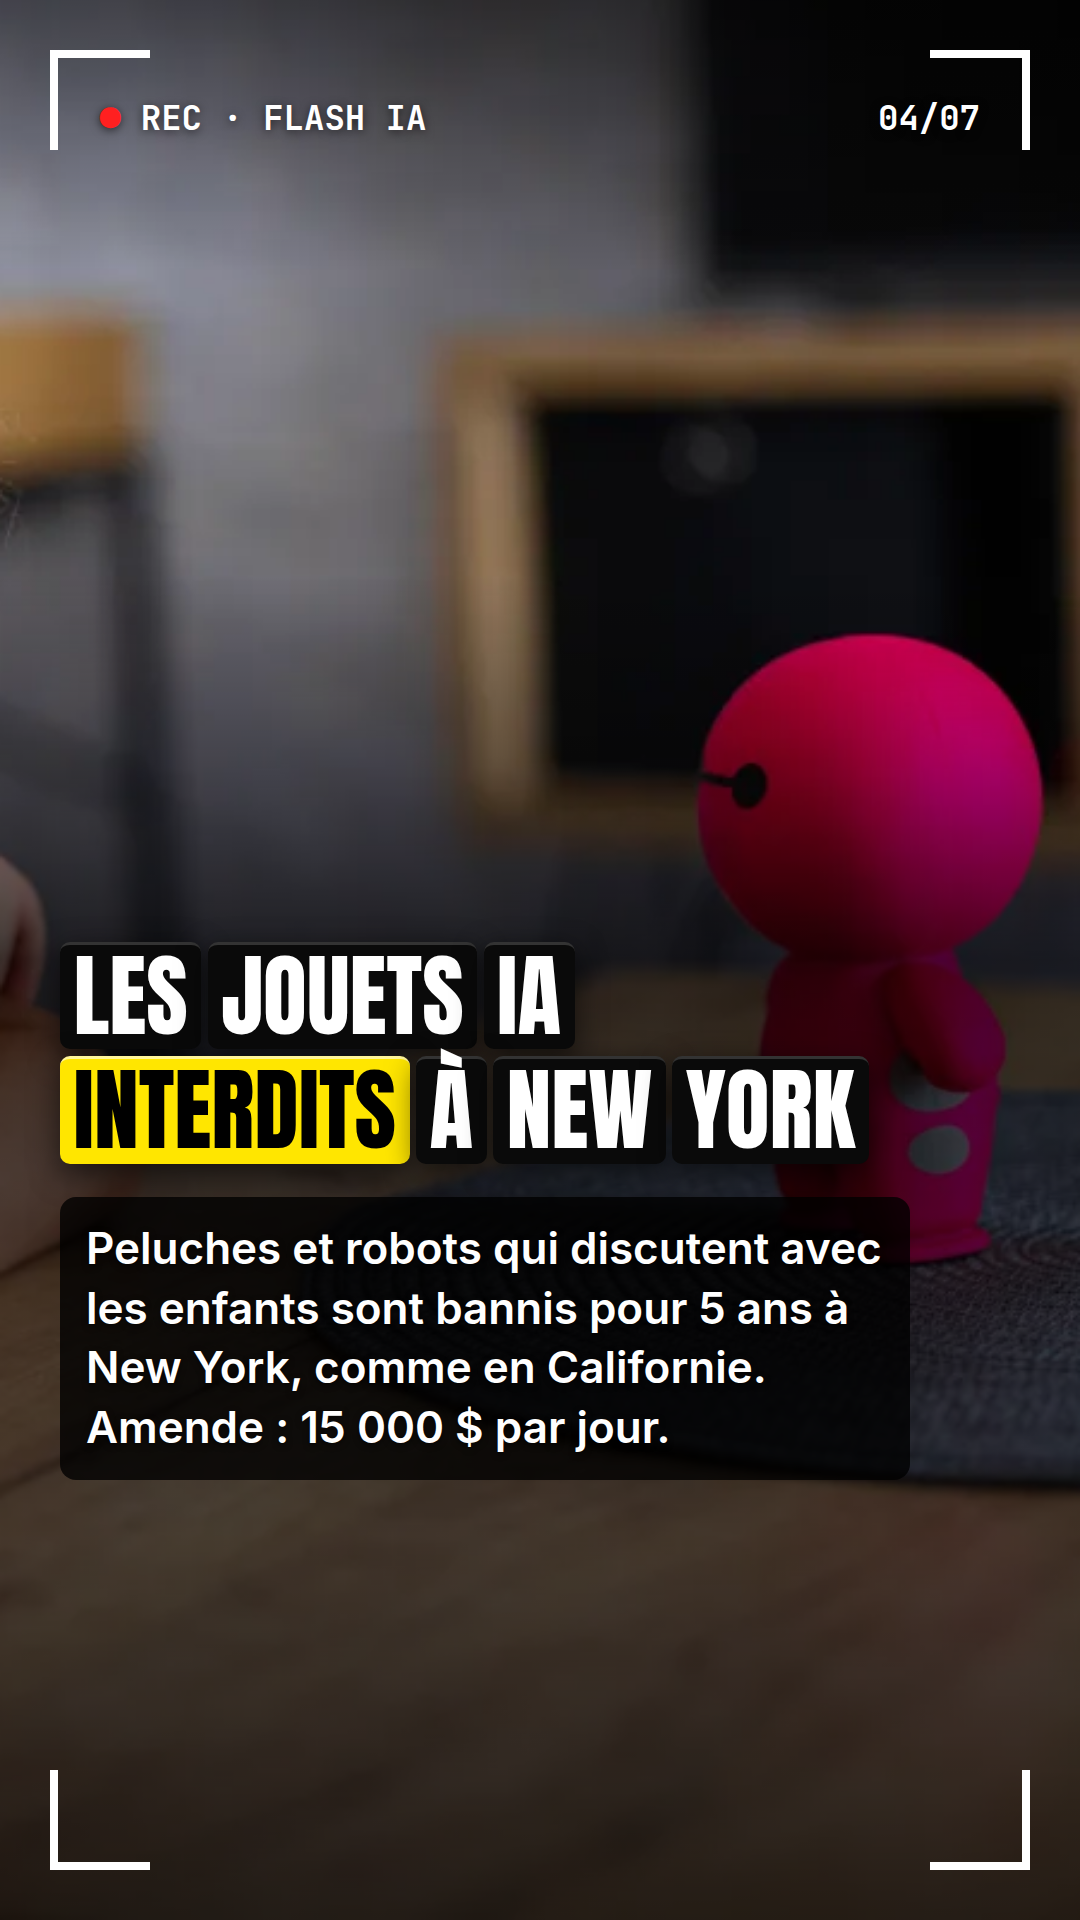 REC · FLASH IA
04/07
LES JOUETS IA
INTERDITS À NEW YORK
Peluches et robots qui discutent avec
les enfants sont bannis pour 5 ans à
New York, comme en Californie.
Amende : 15 000 $ par jour.